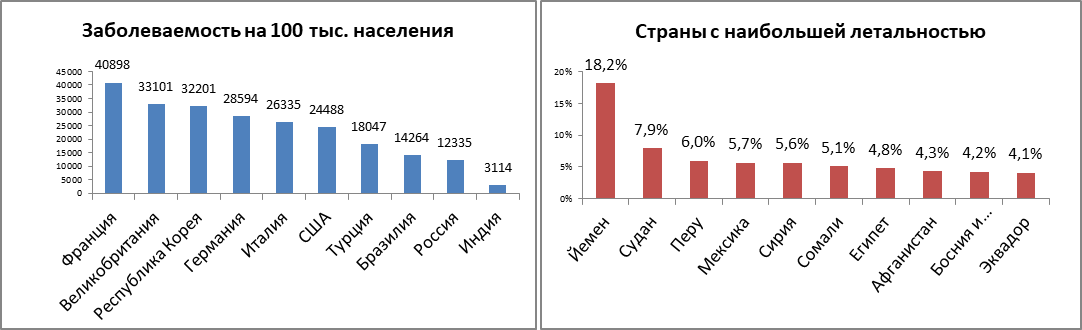 Заболеваемость на 100 тыс. населения
45000
40000
35000
30000
25000
20000
15000
10000
5000
0
40898
33101
32201
28594
26335
24488
18047
14264
12335
3114
Франция
Великобритания
Республика Корея
Германия
Италия
США
Турция
Бразилия
Россия
Индия
Страны с наибольшей летальностью
20%
15%
10%
5%
0%
18,2%
7,9%
6,0%
5,7%
5,6%
5,1%
4,8%
4,3%
4,2%
4,1%
Йемен
Судан
Перу
Мексика
Сирия
Сомали
Египет
Афганистан
Босния и...
Эквадор